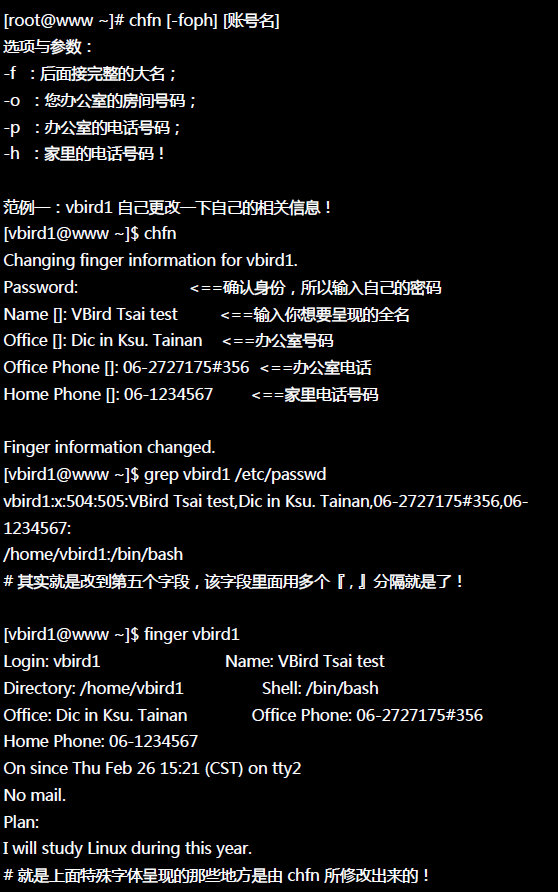 [root@www ~]# chfn [-foph] [账号名]
选项与参数：
-f ：后面接完整的大名；
-o ：您办公室的房间号码；
-p ：办公室的电话号码；
-h ：家里的电话号码！
范例一：vbird1 自己更改一下自己的相关信息！
[vbird1@www ~]$ chfn
Changing finger information for vbird1.
Password: <==确认身份，所以输入自己的密码
Name []: VBird Tsai test <==输入你想要呈现的全名
Office []: Dic in Ksu. Tainan <==办公室号码
Office Phone []: 06-2727175#356 <==办公室电话
Home Phone []: 06-1234567 <==家里电话号码
Finger information changed.
[vbird1@www ~]$ grep vbird1 /etc/passwd
vbird1:x:504:505:VBird Tsai test,Dic in Ksu. Tainan,06-2727175#356,06-
1234567:
/home/vbird1:/bin/bash
# 其实就是改到第五个字段，该字段里面用多个『 , 』分隔就是了！
[vbird1@www ~]$ finger vbird1
Login: vbird1 Name: VBird Tsai test
Directory: /home/vbird1 Shell: /bin/bash
Office: Dic in Ksu. Tainan Office Phone: 06-2727175#356
Home Phone: 06-1234567
On since Thu Feb 26 15:21 (CST) on tty2
No mail.
Plan:
I will study Linux during this year.
# 就是上面特殊字体呈现的那些地方是由 chfn 所修改出来的！